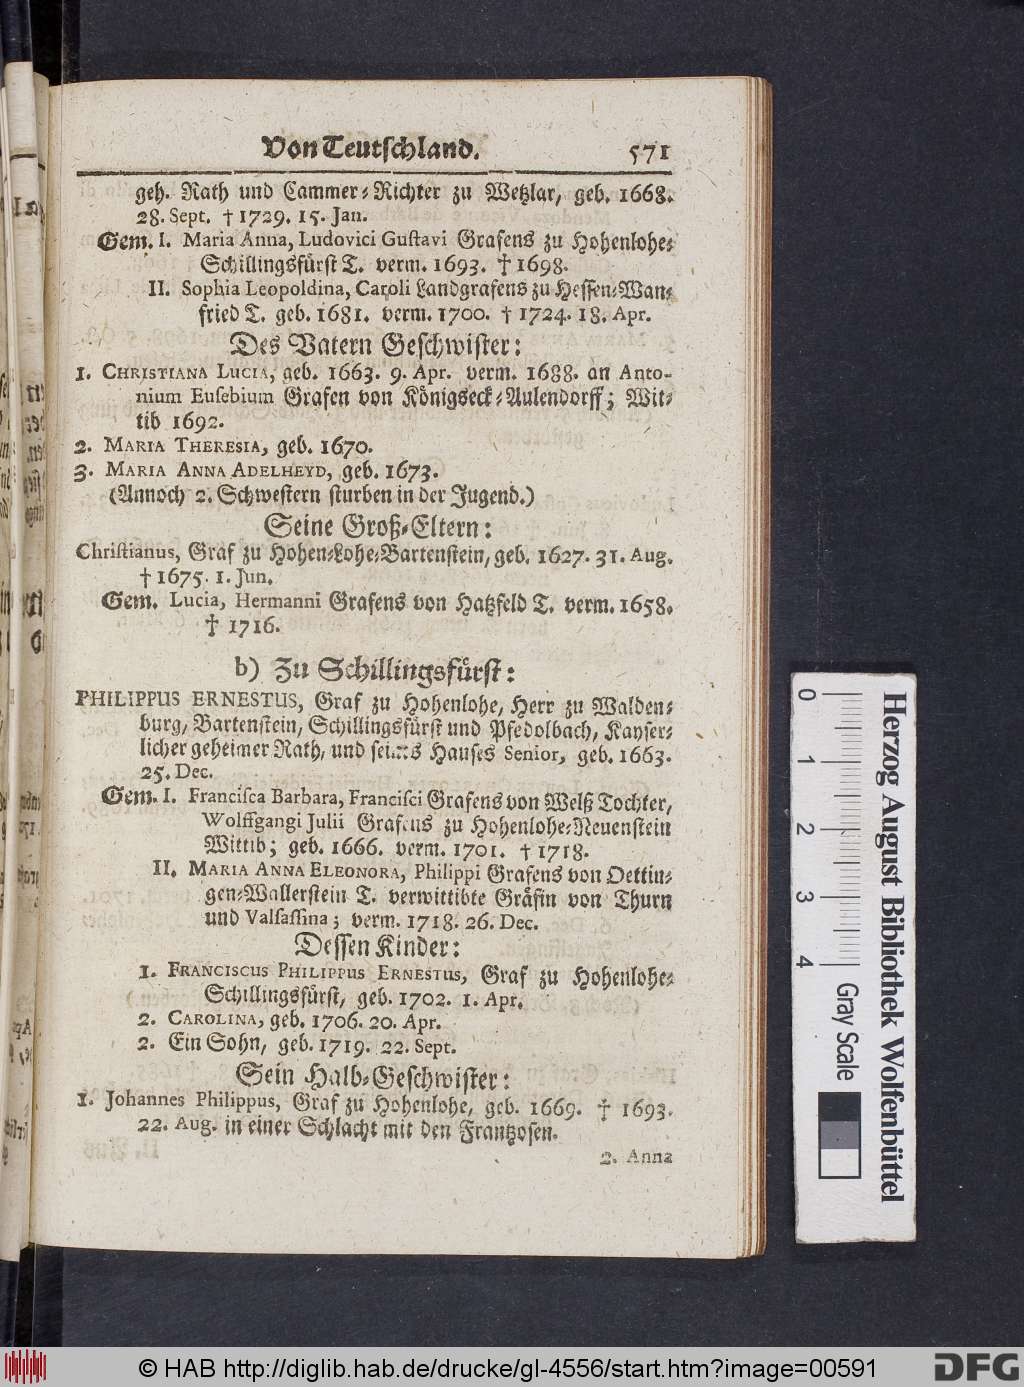 Von Teutschland. 571
geh. Rath und Cammer-Richter zu Wetzlar, geb. 1668.
28. Sept. † 1729. 15. Jan.
Gem. I. Maria Anna, Ludovici Gustavi Grafens zu Hohenlohe-
Schillingsfürst T. verm. 1693. † 1698.
II. Sophia Leopoldina, Caroli Landgrafens zu Hessen-Wan-
fried T. geb. 1681. verm. 1700. † 1724. 18. Apr.
Des Vatern Geschwister:
1. CHRISTIANA LUCIA, geb. 1663. 9. Apr. verm. 1688. an Anto-
nium Eusebium Grafen von Königseck-Aulendorff; Wit-
tib 1692.
2. MARIA THERESIA, geb. 1670.
3. MARIA ANNA ADELHEYD, geb. 1673.
(Annoch 2. Schwestern sturben in der Jugend.)
Seine Groß-Eltern:
Christianus, Graf zu Hohen-Lohe-Bartenstein, geb. 1627. 31. Aug.
† 1675. 1. Jun.
Gem. Lucia, Hermanni Grafens von Hatzfeld T. verm. 1658.
† 1716.
b) Zu Schillingsfürst:
PHILIPPUS ERNESTUS, Graf zu Hohenlohe, Herr zu Walden-
burg, Bartenstein, Schillingsfürst und Pfedolbach, Kayser-
licher geheimer Rath, und seines Hauses Senior, geb. 1663.
25. Dec.
Gem. I. Francisca Barbara, Francisci Grafens von Welß Tochter,
Wolffgangi Julii Grafens zu Hohenlohe-Neuenstein
Wittib; geb. 1666. verm. 1701. † 1718.
II. MARIA ANNA ELEONORA, Philippi Grafens von Oettin-
gen-Wallerstein T. verwittibte Gräfin von Thurn
und Valsassina; verm. 1718. 26. Dec.
Dessen Kinder:
1. FRANCISCUS PHILIPPUS ERNESTUS, Graf zu Hohenlohe-
Schillingsfürst, geb. 1702. 1. Apr.
2. CAROLINA, geb. 1706. 20. Apr.
2. Ein Sohn, geb. 1719. 22. Sept.
Sein Halb-Geschwister:
1. Johannes Philippus, Graf zu Hohenlohe, geb. 1669. † 1693.
22. Aug. in einer Schlacht mit den Frantzosen.
2. Anna
0 1 2 3 4
Gray Scale
Herzog August Bibliothek Wolfenbüttel
© HAB http://diglib.hab.de/drucke/gl-4556/start.htm?image=00591
DFG